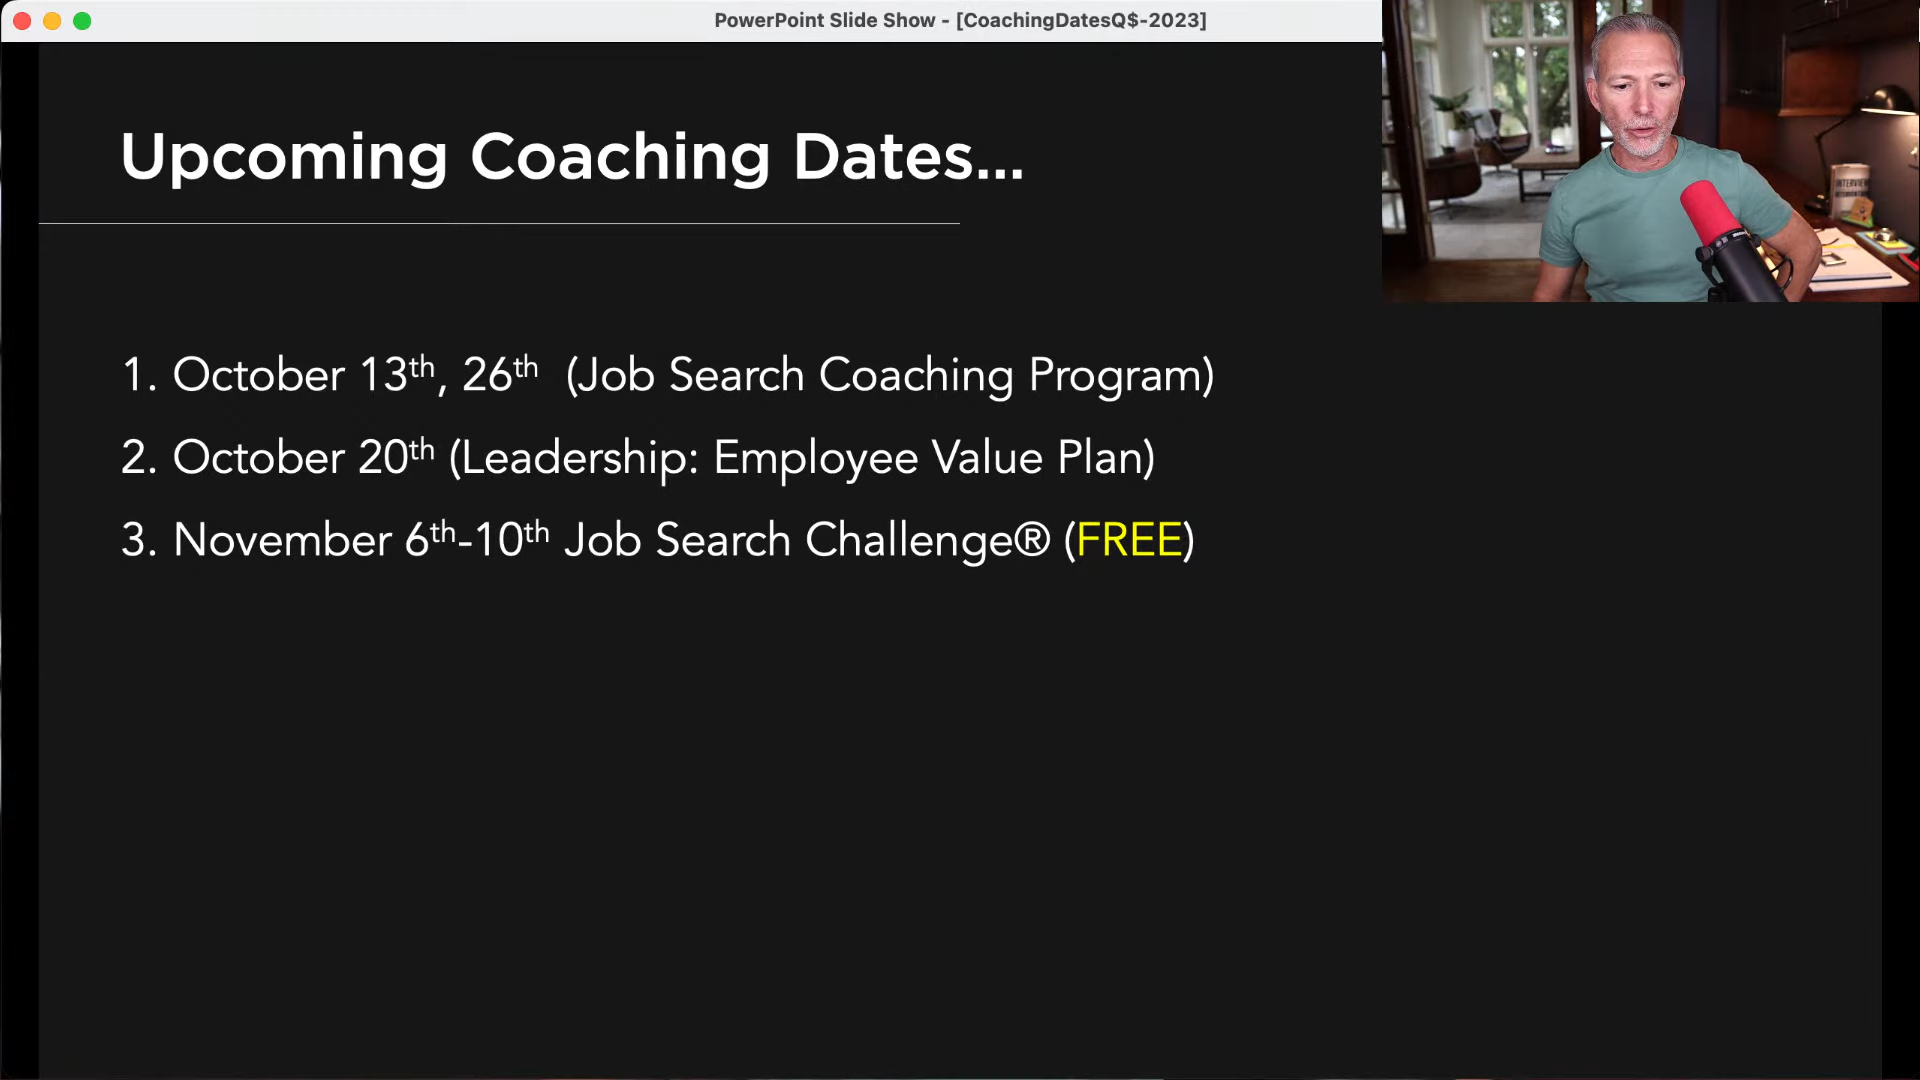 PowerPoint Slide Show - [CoachingDatesQ$-2023]
Upcoming Coaching Dates...
1. October 13th, 26th (Job Search Coaching Program)
2. October 20th (Leadership: Employee Value Plan)
3. November 6th-10th Job Search Challenge® (FREE)
INTERVIEW